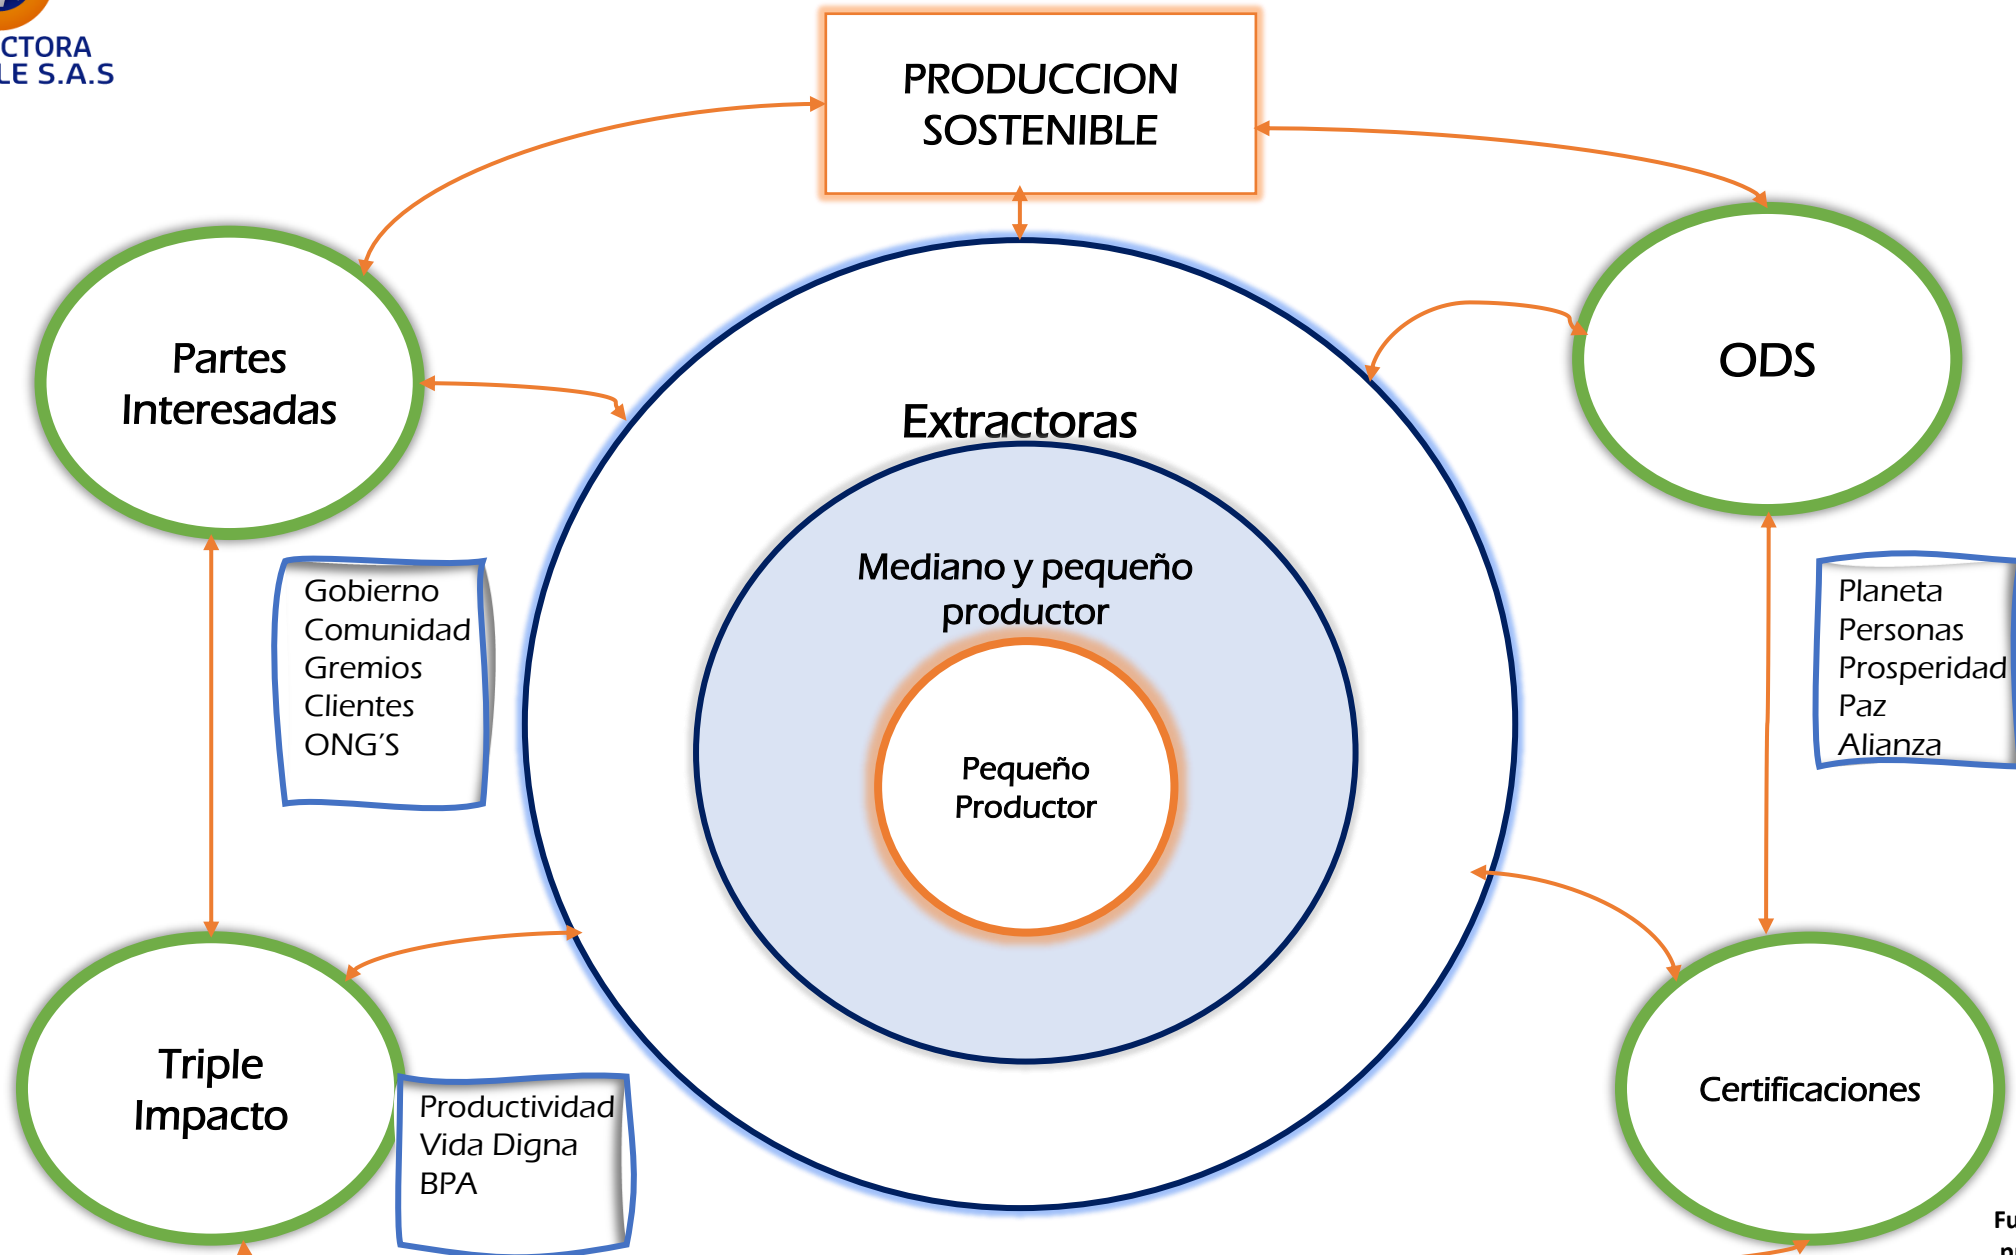 CTORA
LE S.A.S
PRODUCCION
SOSTENIBLE
Partes
Interesadas
ODS
Extractoras
Mediano y pequeño
productor
Pequeño
Productor
Gobierno
Comunidad
Gremios
Clientes
ONG'S
Planeta
Personas
Prosperidad
Paz
Alianza
Triple
Impacto
Productividad
Vida Digna
BPA
Certificaciones
Fu